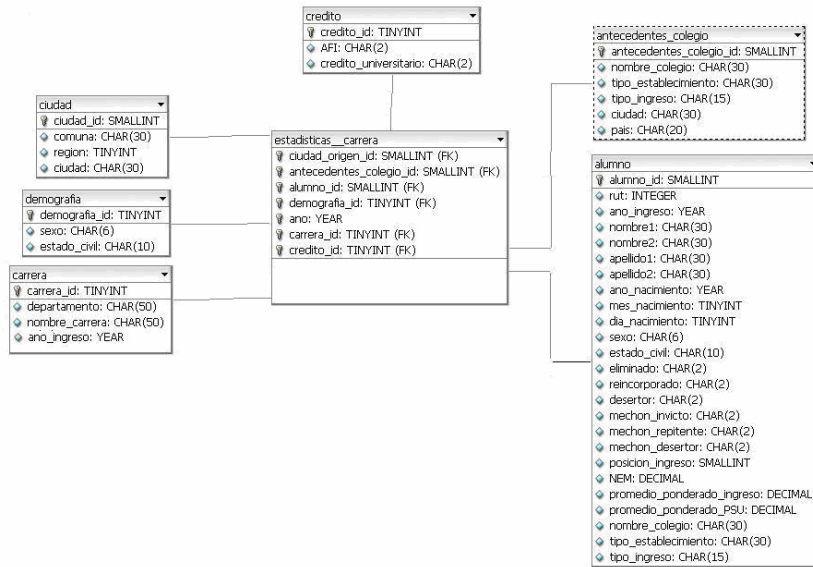 credito
credito_id: TINYINT
AFI: CHAR(2)
credito_universitario: CHAR(2)
antecedentes_colegio
antecedentes_colegio_id: SMALLINT
nombre_colegio: CHAR(30)
tipo_establecimiento: CHAR(30)
tipo_ingreso: CHAR(15)
ciudad: CHAR(30)
pais: CHAR(20)
ciudad
ciudad_id: SMALLINT
comuna: CHAR(30)
region: TINYINT
ciudad: CHAR(30)
estadisticas__carrera
ciudad_origen_id: SMALLINT (FK)
antecedentes_colegio_id: SMALLINT (FK)
alumno_id: SMALLINT (FK)
demografia_id: TINYINT (FK)
ano: YEAR
carrera_id: TINYINT (FK)
credito_id: TINYINT (FK)
demografia
demografia_id: TINYINT
sexo: CHAR(6)
estado_civil: CHAR(10)
carrera
carrera_id: TINYINT
departamento: CHAR(50)
nombre_carrera: CHAR(50)
ano_ingreso: YEAR
alumno
alumno_id: SMALLINT
rut: INTEGER
ano_ingreso: YEAR
nombre1: CHAR(30)
nombre2: CHAR(30)
apellido1: CHAR(30)
apellido2: CHAR(30)
ano_nacimiento: YEAR
mes_nacimiento: TINYINT
dia_nacimiento: TINYINT
sexo: CHAR(6)
estado_civil: CHAR(10)
eliminado: CHAR(2)
reincorporado: CHAR(2)
desertor: CHAR(2)
mechon_invicto: CHAR(2)
mechon_repitente: CHAR(2)
mechon_desertor: CHAR(2)
posicion_ingreso: SMALLINT
NEM: DECIMAL
promedio_ponderado_ingreso: DECIMAL
promedio_ponderado_PSU: DECIMAL
nombre_colegio: CHAR(30)
tipo_establecimiento: CHAR(30)
tipo_ingreso: CHAR(15)